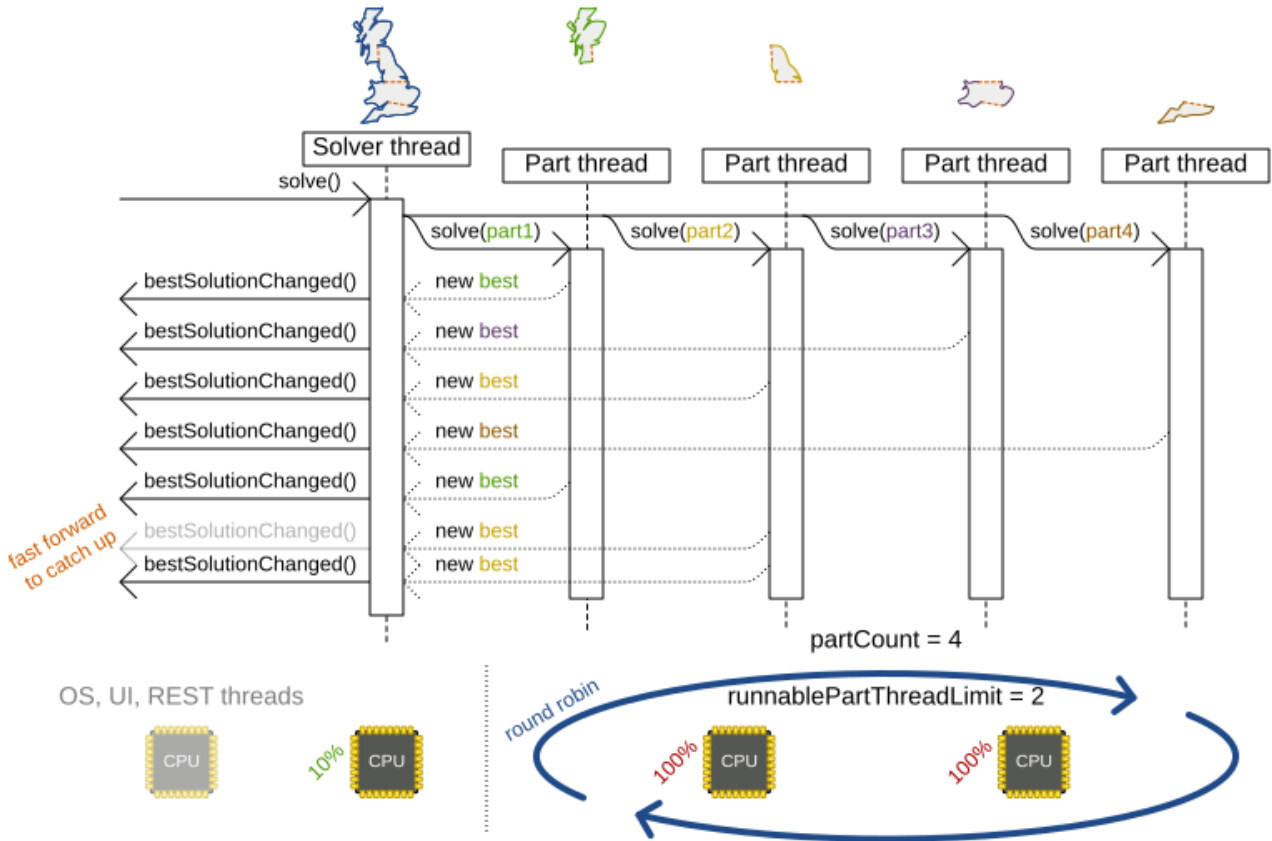 Solver thread
Part thread
Part thread
Part thread
Part thread
solve()
solve(part1)
solve(part2)
solve(part3)
solve(part4)
bestSolutionChanged()
new best
bestSolutionChanged()
new best
bestSolutionChanged()
new best
bestSolutionChanged()
new best
bestSolutionChanged()
new best
fast forward
to catch up
bestSolutionChanged()
new best
bestSolutionChanged()
new best
partCount = 4
OS, UI, REST threads
round robin
runnablePartThreadLimit = 2
CPU
10%
CPU
100%
CPU
100%
CPU